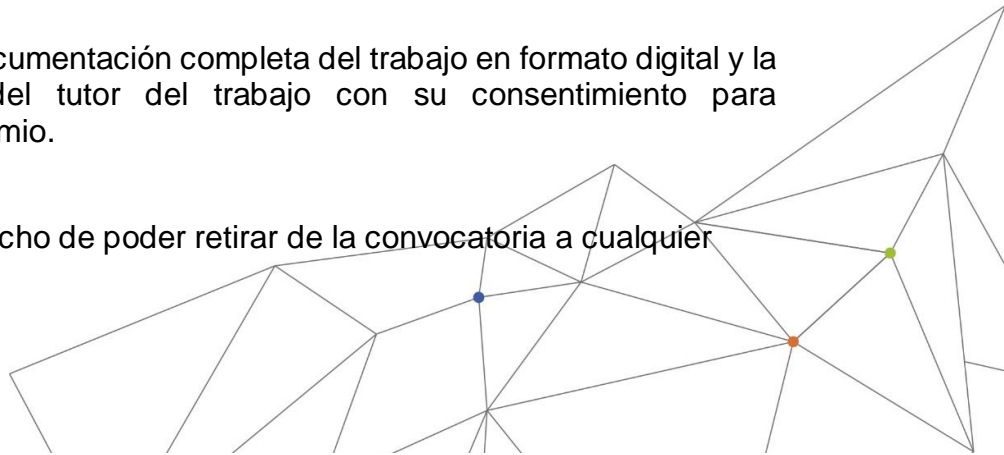 cumentación completa del trabajo en formato digital y la
del tutor del trabajo con su consentimiento para
mio.
cho de poder retirar de la convocatoria a cualquier